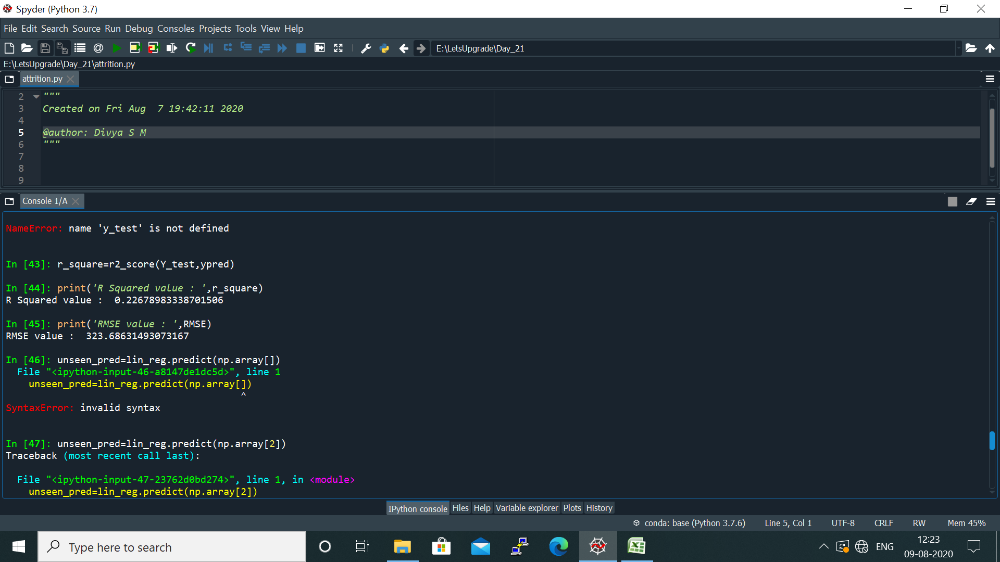 Spyder (Python 3.7)
File Edit Search Source Run Debug Consoles Projects Tools View Help
E:\LetsUpgrade\Day_21
E:\LetsUpgrade\Day_21\attrition.py
attrition.py
2 """
3 Created on Fri Aug  7 19:42:11 2020
4
5 @author: Divya S M
6 """
7
8
9
Console 1/A
NameError: name 'y_test' is not defined
In [43]: r_square=r2_score(Y_test,ypred)
In [44]: print('R Squared value : ',r_square)
R Squared value :  0.22678983338701506
In [45]: print('RMSE value : ',RMSE)
RMSE value :  323.68631493073167
In [46]: unseen_pred=lin_reg.predict(np.array[])
File "<ipython-input-46-a8147de1dc5d>", line 1
unseen_pred=lin_reg.predict(np.array[])
^
SyntaxError: invalid syntax
In [47]: unseen_pred=lin_reg.predict(np.array[2])
Traceback (most recent call last):
File "<ipython-input-47-23762d0bd274>", line 1, in <module>
unseen_pred=lin_reg.predict(np.array[2])
IPython console Files Help Variable explorer Plots History
conda: base (Python 3.7.6) Line 5, Col 1 UTF-8 CRLF RW Mem 45%
Type here to search
ENG
12:23
09-08-2020